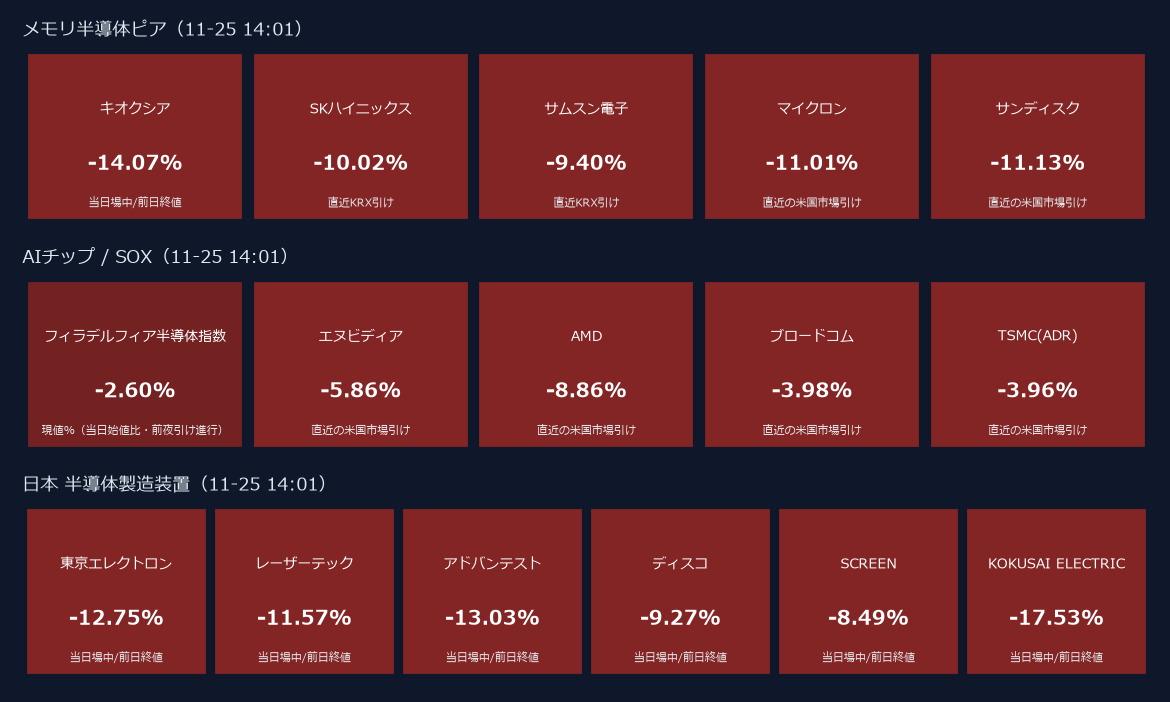 メモリ半導体ピア（11-25 14:01）
キオクシア
-14.07%
当日場中/前日終値
SKハイニックス
-10.02%
直近KRX引け
サムスン電子
-9.40%
直近KRX引け
マイクロン
-11.01%
直近の米国市場引け
サンディスク
-11.13%
直近の米国市場引け
AIチップ / SOX（11-25 14:01）
フィラデルフィア半導体指数
-2.60%
現値%（当日始値比・前夜引け進行）
エヌビディア
-5.86%
直近の米国市場引け
AMD
-8.86%
直近の米国市場引け
ブロードコム
-3.98%
直近の米国市場引け
TSMC(ADR)
-3.96%
直近の米国市場引け
日本 半導体製造装置（11-25 14:01）
東京エレクトロン
-12.75%
当日場中/前日終値
レーザーテック
-11.57%
当日場中/前日終値
アドバンテスト
-13.03%
当日場中/前日終値
ディスコ
-9.27%
当日場中/前日終値
SCREEN
-8.49%
当日場中/前日終値
KOKUSAI ELECTRIC
-17.53%
当日場中/前日終値